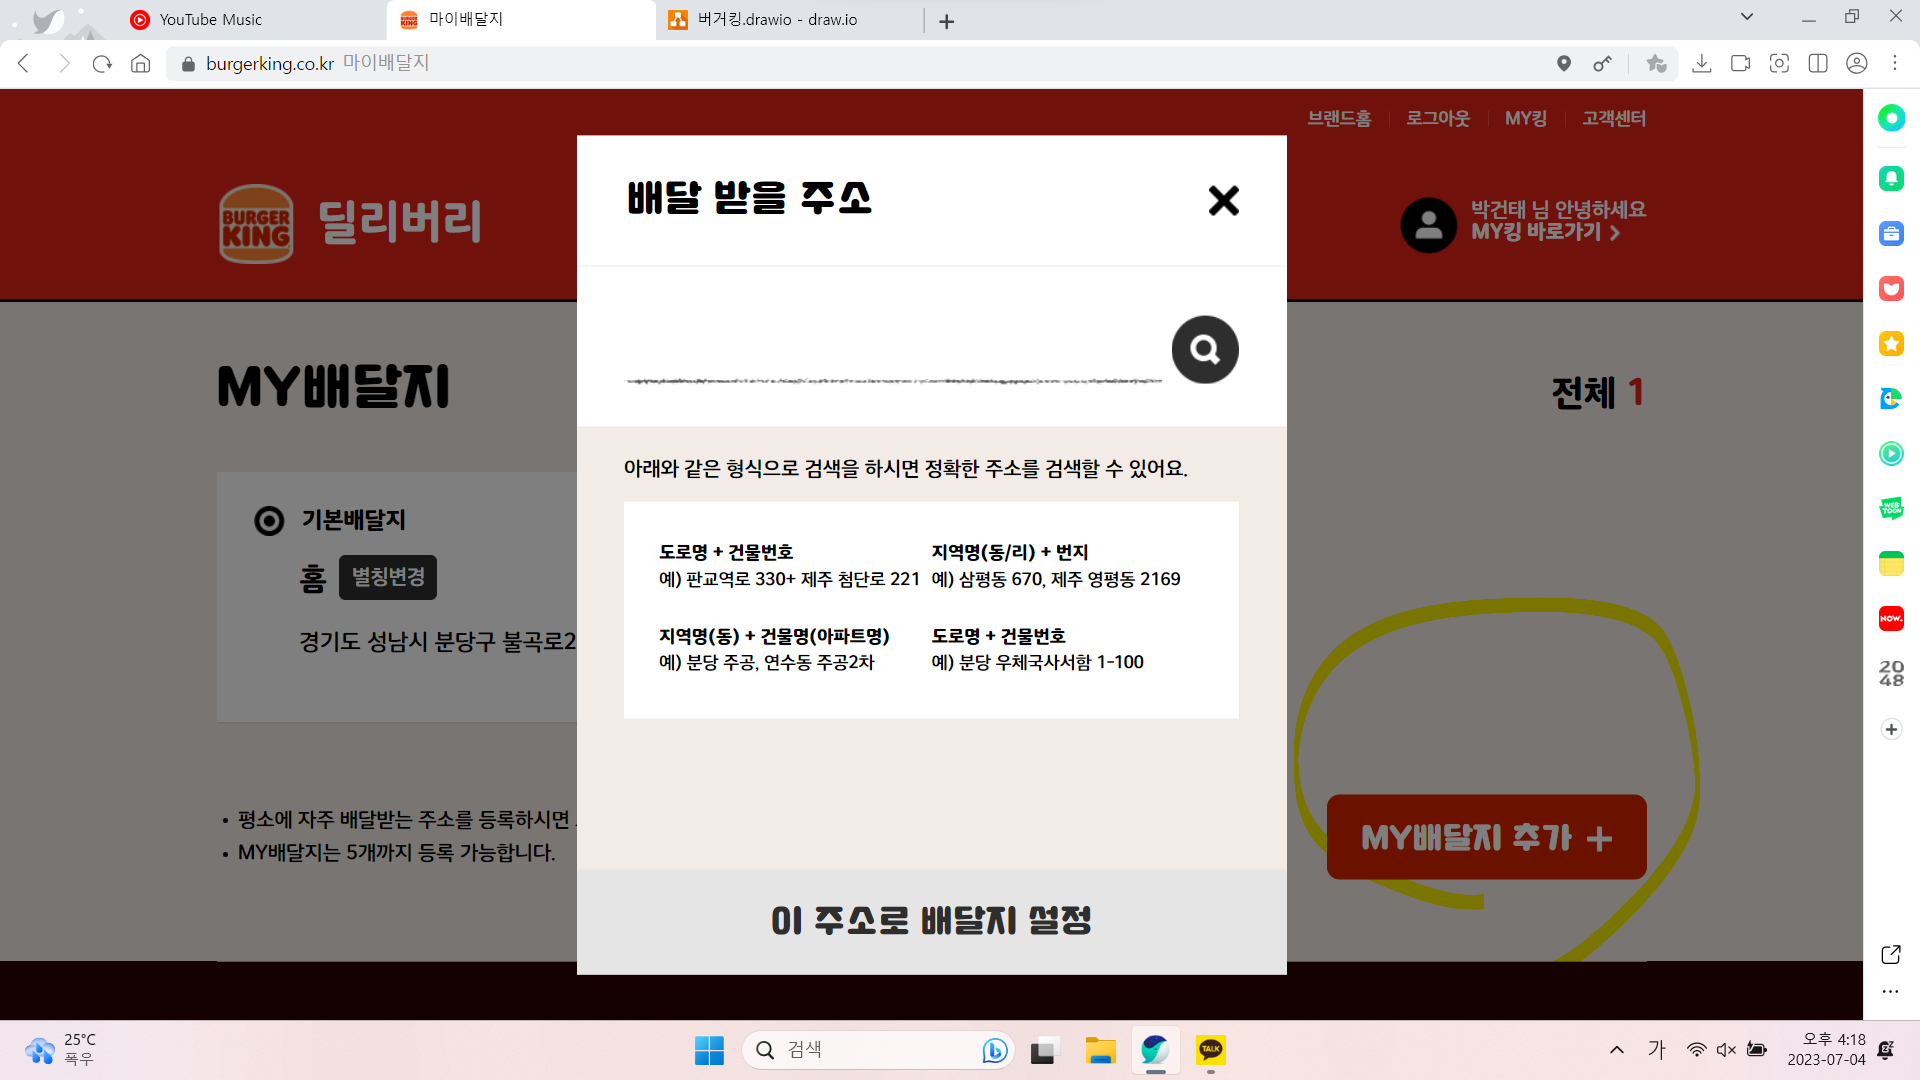 YouTube Music
마이배달지
버거킹.drawio - draw.io
burgerking.co.kr 마이배달지
브랜드홈
로그아웃
MY킹
고객센터
BURGER KING
딜리버리
박건태 님 안녕하세요
MY킹 바로가기
배달 받을 주소
MY배달지
전체 1
기본배달지
홈
별칭변경
경기도 성남시 분당구 불곡로2
아래와 같은 형식으로 검색을 하시면 정확한 주소를 검색할 수 있어요.
도로명 + 건물번호
예) 판교역로 330+ 제주 첨단로 221
지역명(동/리) + 번지
예) 삼평동 670, 제주 영평동 2169
지역명(동) + 건물명(아파트명)
예) 분당 주공, 연수동 주공2차
도로명 + 건물번호
예) 분당 우체국사서함 1-100
• 평소에 자주 배달받는 주소를 등록하시면
• MY배달지는 5개까지 등록 가능합니다.
MY배달지 추가 +
이 주소로 배달지 설정
WEB TOON
NOW.
2048
25°C
폭우
검색
TALK
가
오후 4:18
2023-07-04